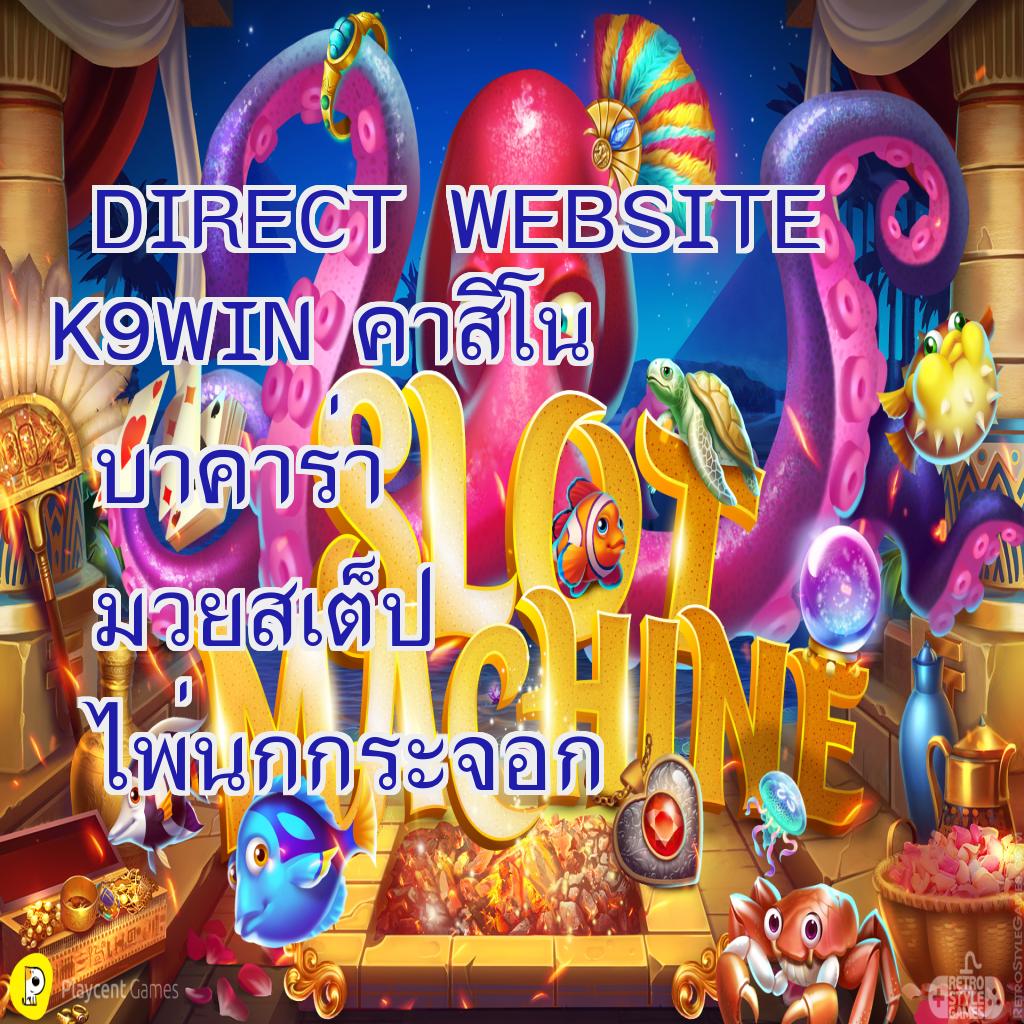 DIRECT WEBSITE
K9WIN คาสิโน
บาคาร่า
มวยสเต็ป
ไพ่นกกระจอก
SLOT
MACHINE
Playcent Games
RETRO
STYLE
GAMES